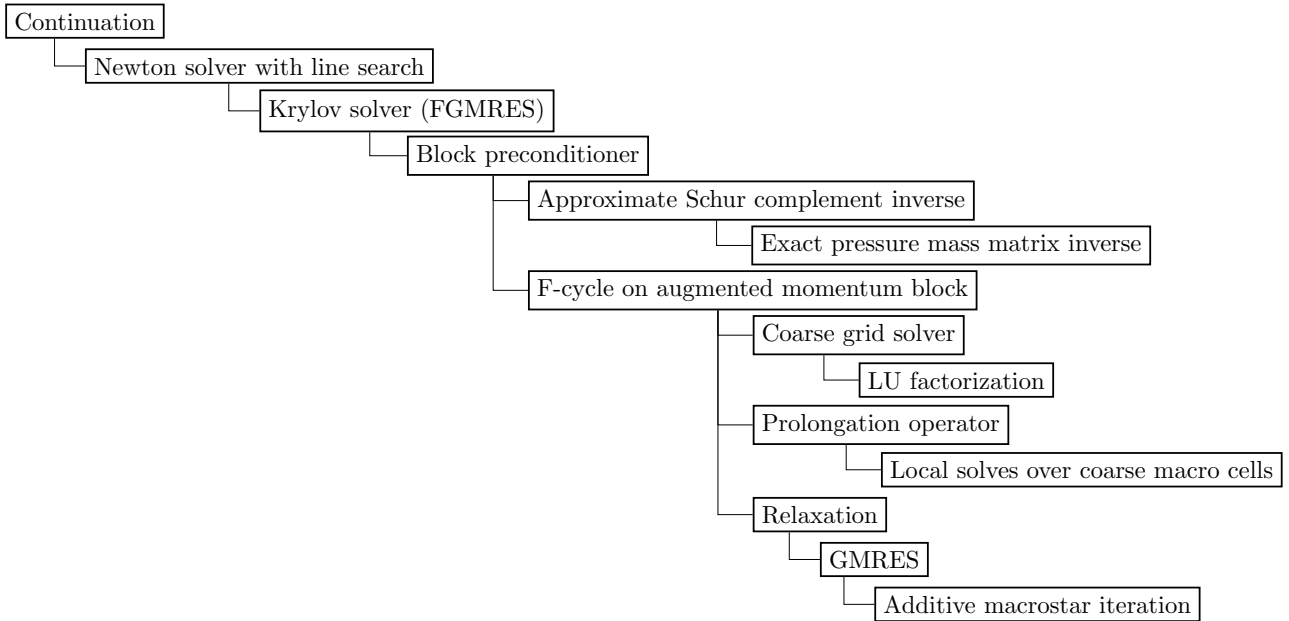 Continuation
Newton solver with line search
Krylov solver (FGMRES)
Block preconditioner
Approximate Schur complement inverse
Exact pressure mass matrix inverse
F-cycle on augmented momentum block
Coarse grid solver
LU factorization
Prolongation operator
Local solves over coarse macro cells
Relaxation
GMRES
Additive macrostar iteration